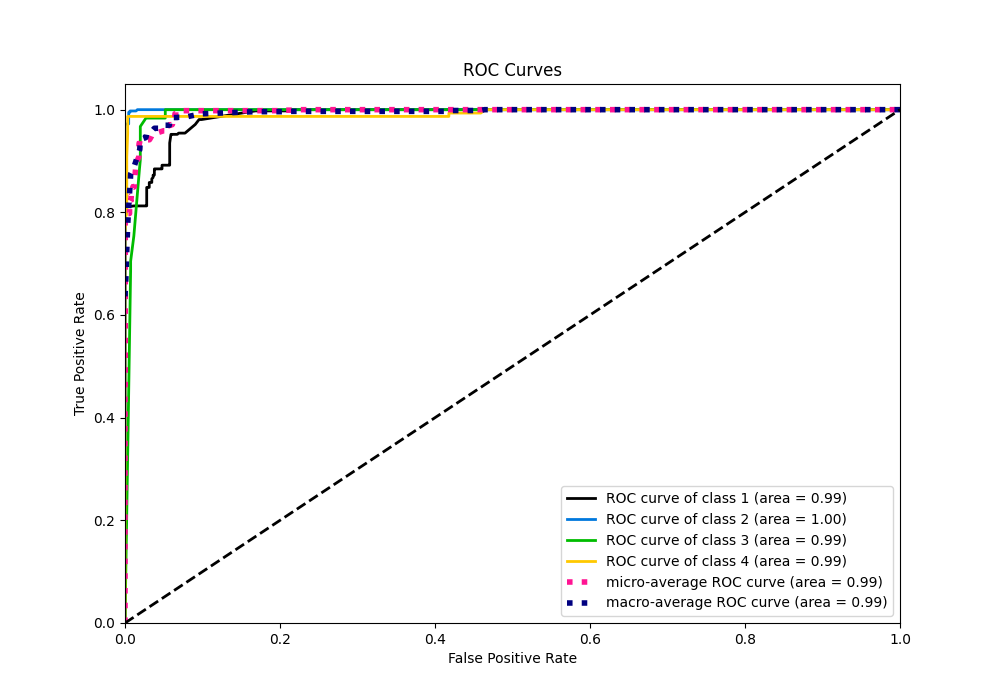 ROC Curves
True Positive Rate
1.0
0.8
0.6
0.4
0.2
0.0
0.0 0.2 0.4 0.6 0.8 1.0
False Positive Rate
ROC curve of class 1 (area = 0.99)
ROC curve of class 2 (area = 1.00)
ROC curve of class 3 (area = 0.99)
ROC curve of class 4 (area = 0.99)
micro-average ROC curve (area = 0.99)
macro-average ROC curve (area = 0.99)